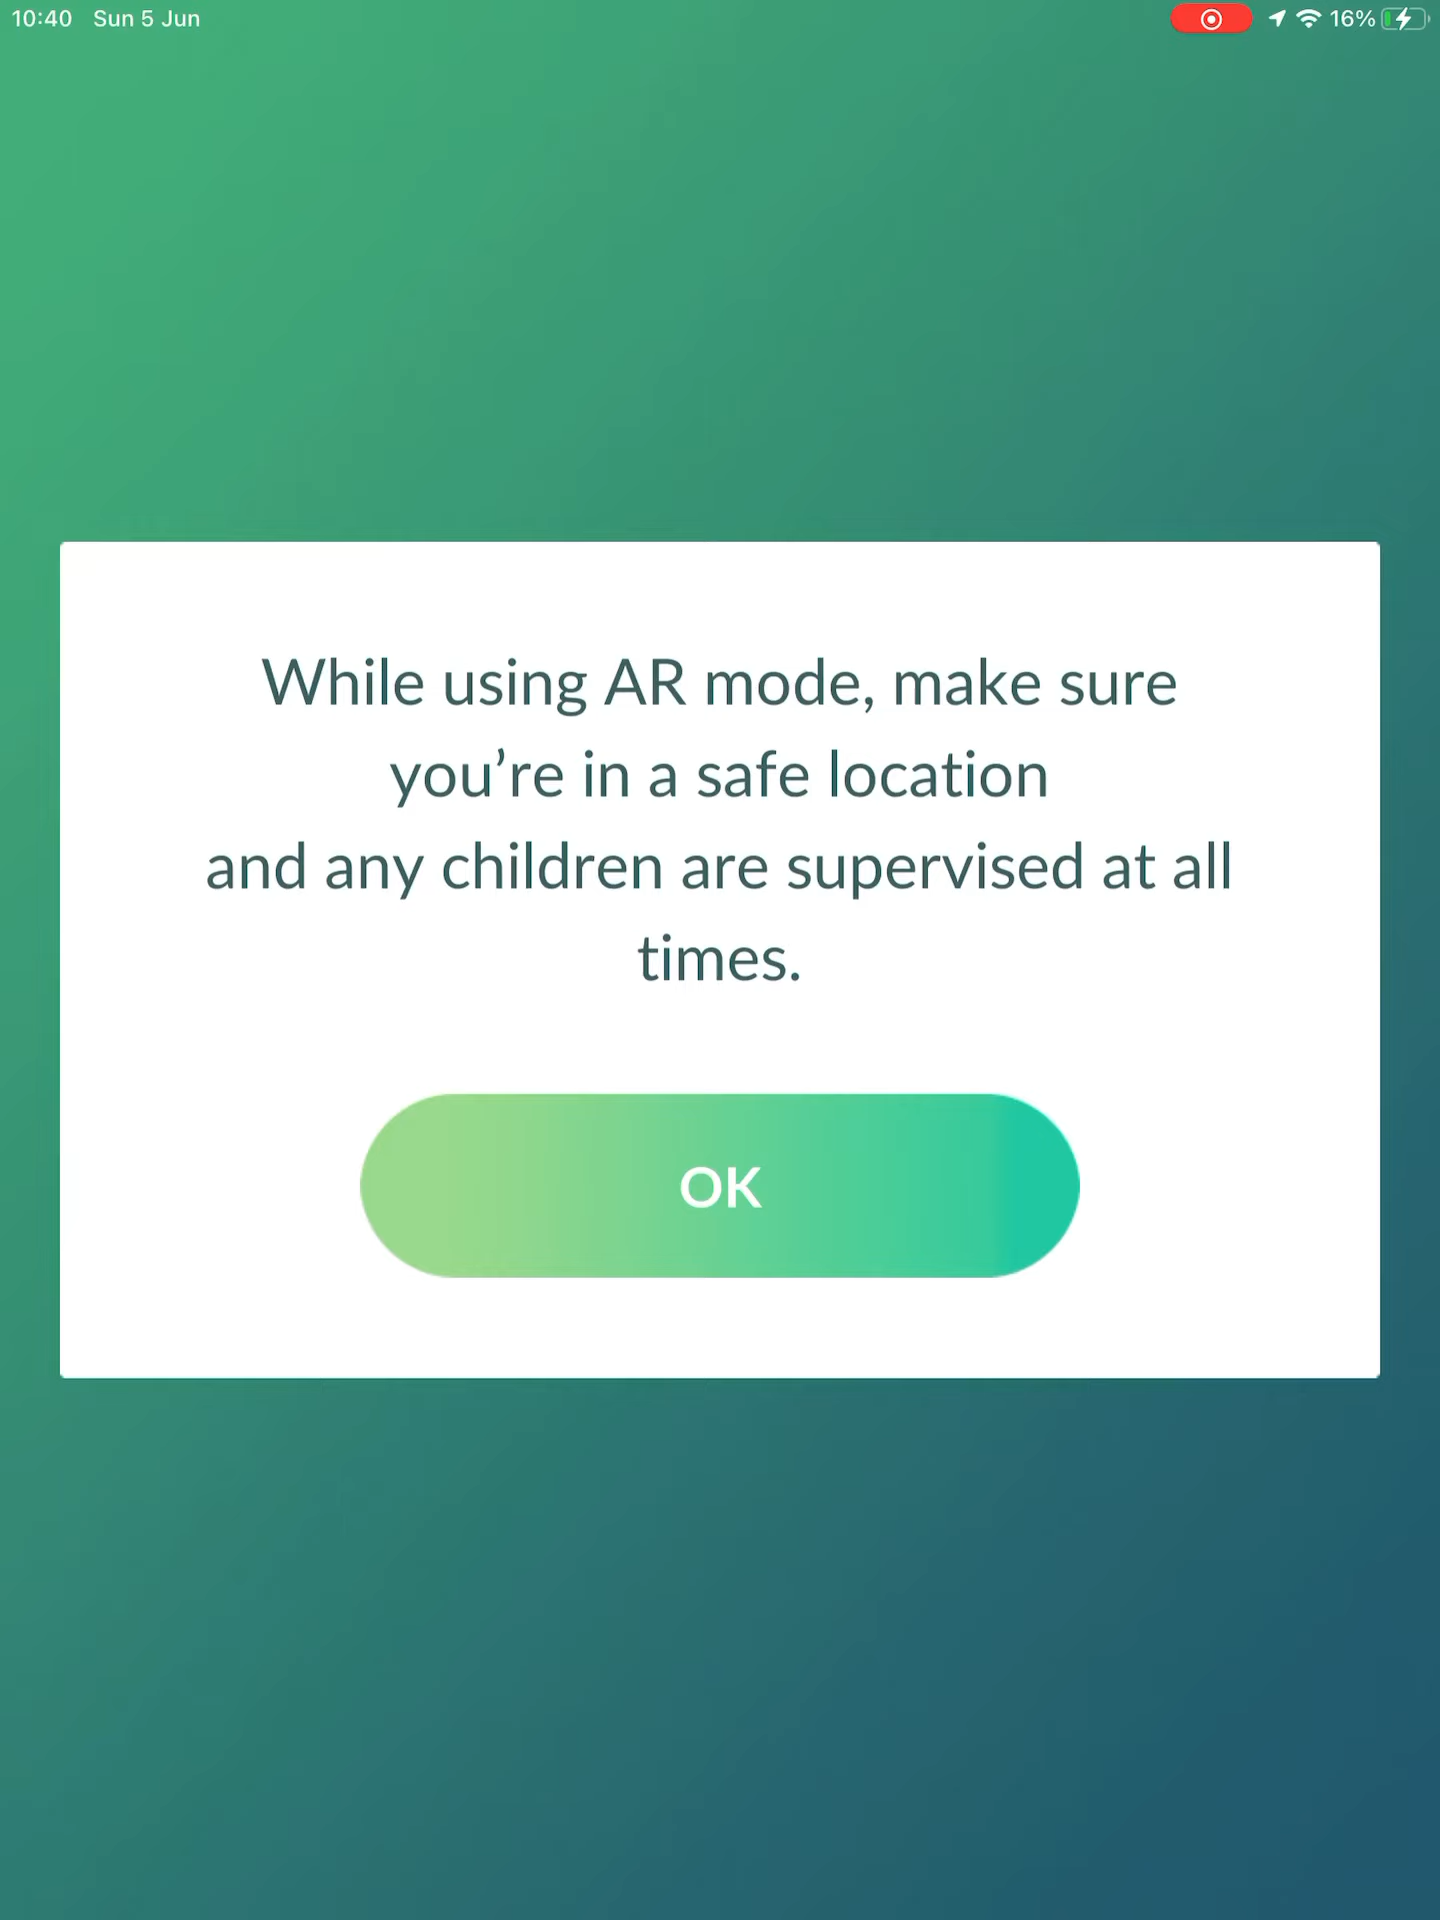 10:40 Sun 5 Jun 16%
While using AR mode, make sure
you’re in a safe location
and any children are supervised at all
times.
OK